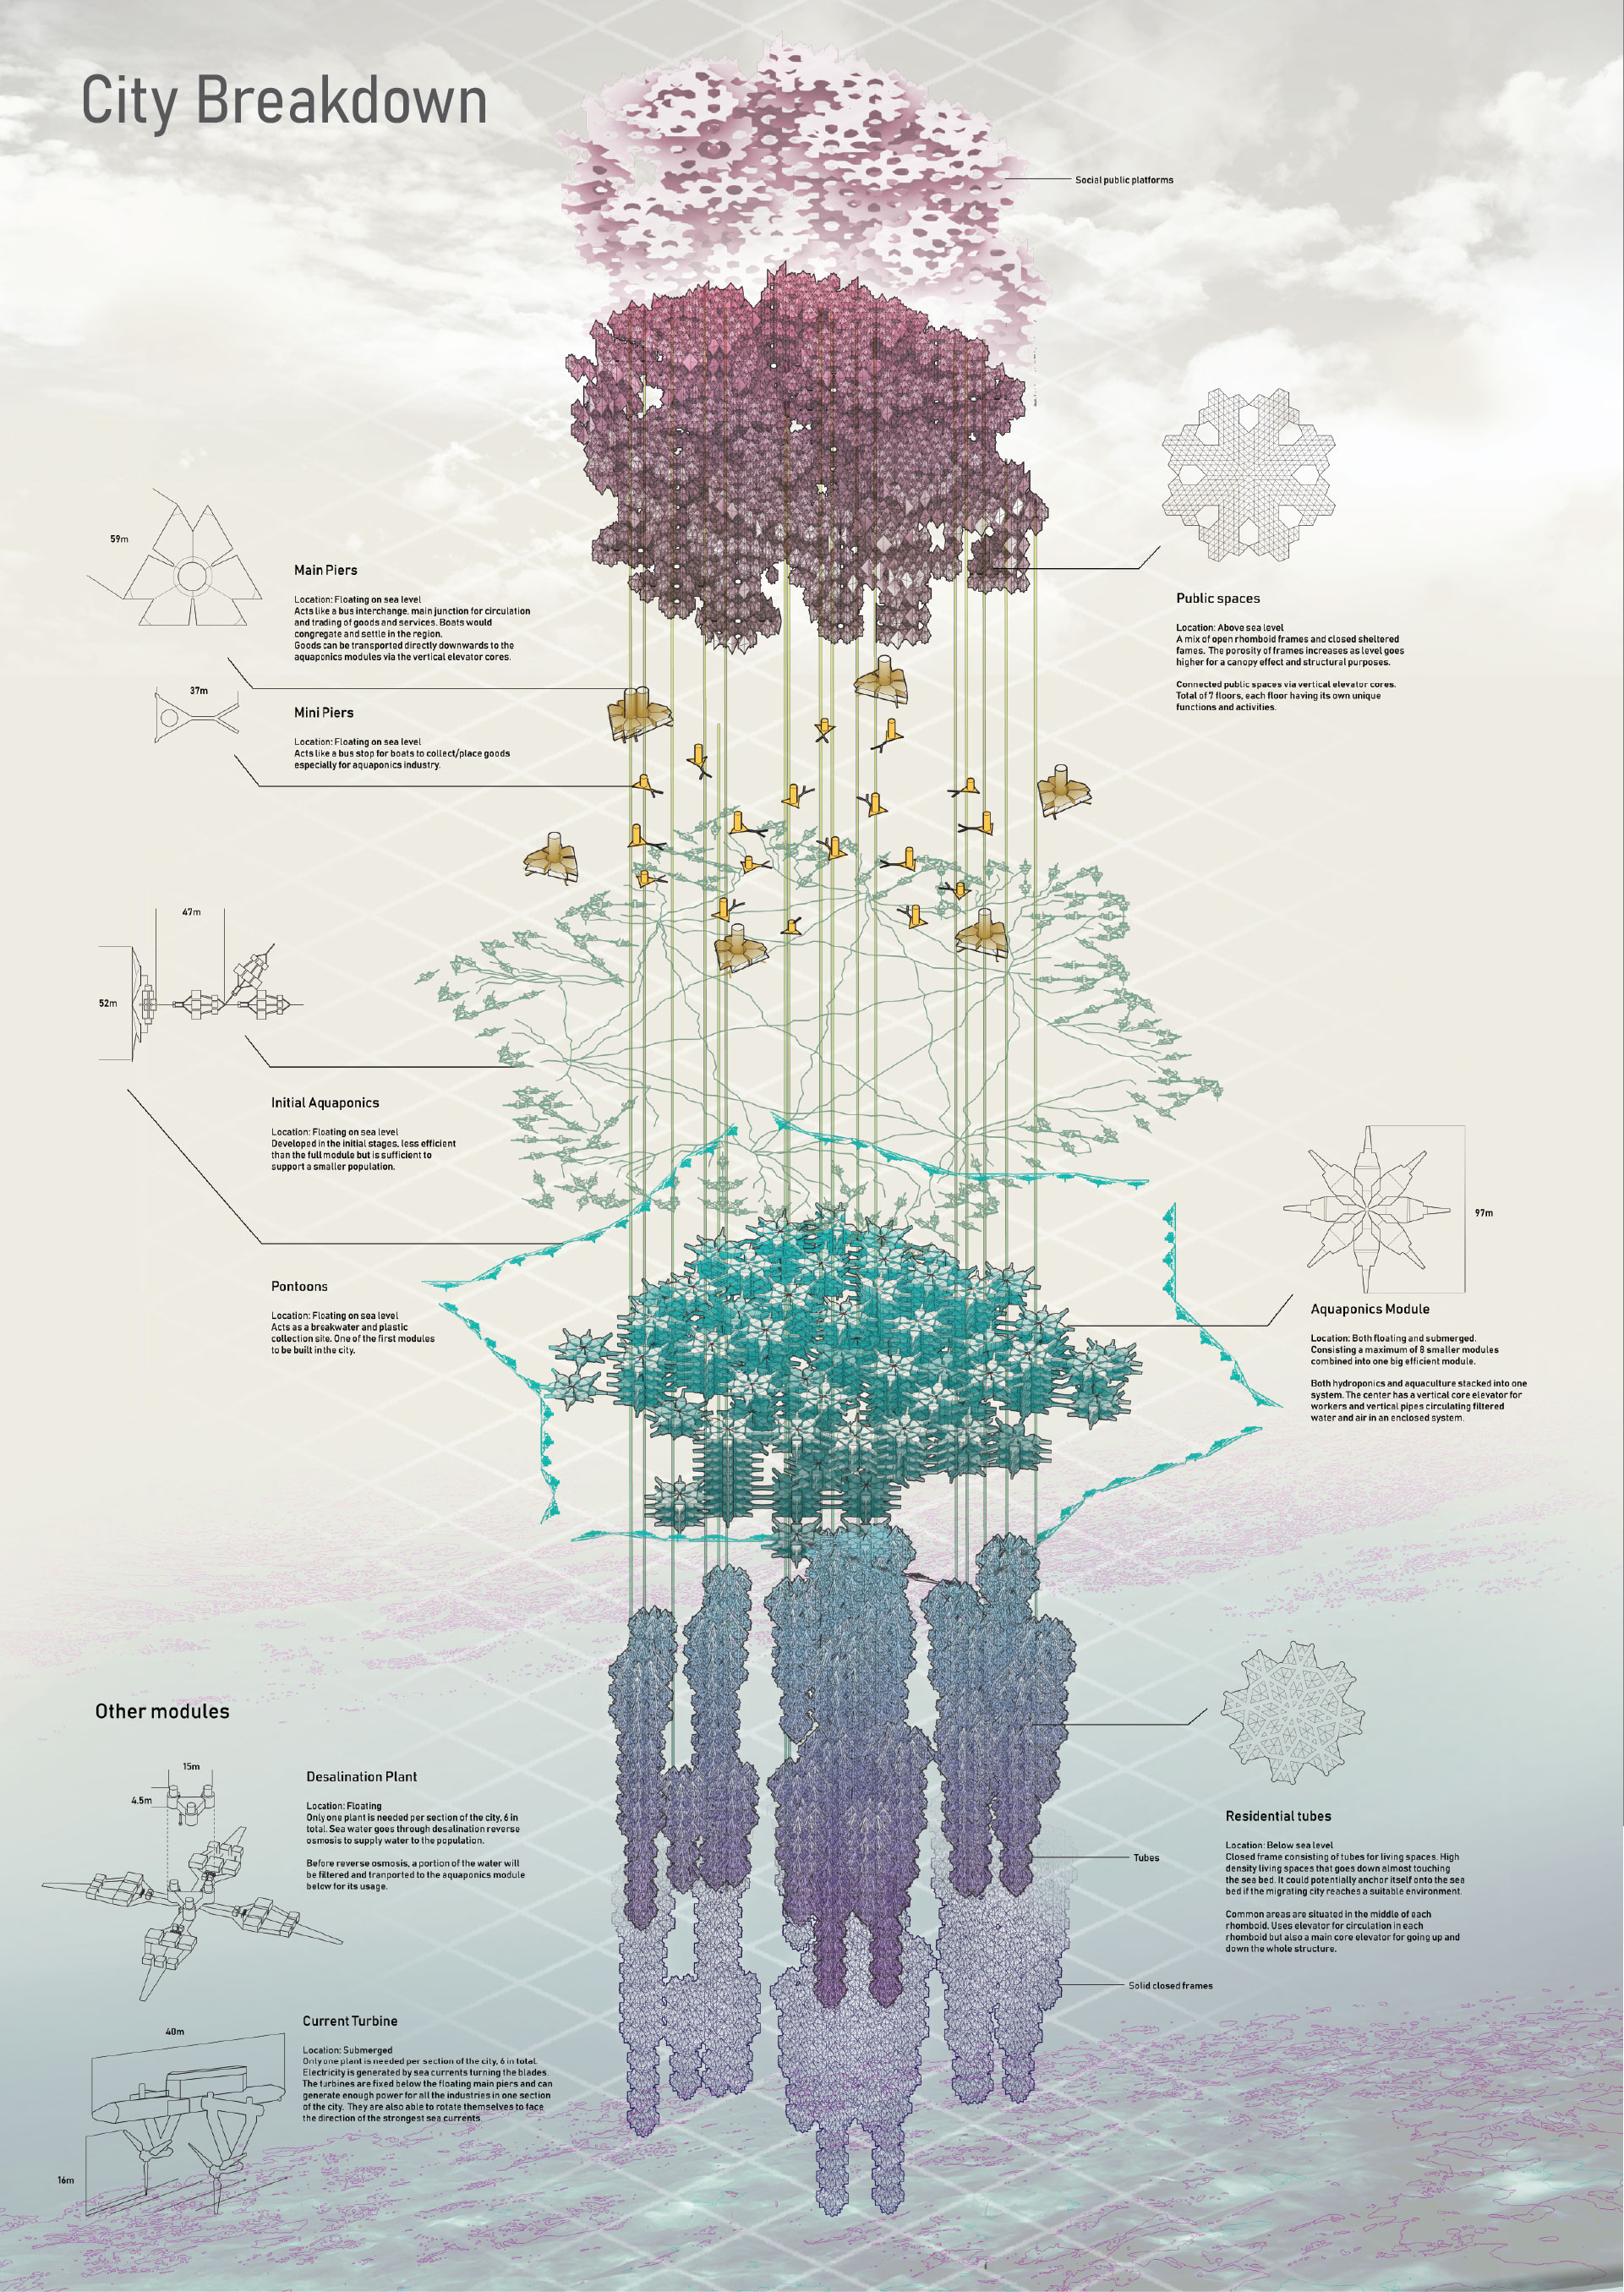 City Breakdown
Social public platforms
59m
Main Piers
Location: Floating on sea level
Acts like a bus interchange, main junction for circulation
and trading of goods and services. Boats would
congregate and settle in the region.
Goods can be transported directly downwards to the
aquaponics modules via the vertical elevator cores.
37m
Mini Piers
Location: Floating on sea level
Acts like a bus stop for boats to collect/place goods
especially for aquaponics industry.
Public spaces
Location: Above sea level
A mix of open rhomboid frames and closed sheltered
fames. The porosity of frames increases as level goes
higher for a canopy effect and structural purposes.
Connected public spaces via vertical elevator cores.
Total of 7 floors, each floor having its own unique
functions and activities.
47m
52m
Initial Aquaponics
Location: Floating on sea level
Developed in the initial stages, less efficient
than the full module but is sufficient to
support a smaller population.
Pontoons
Location: Floating on sea level
Acts as a breakwater and plastic
collection site. One of the first modules
to be built in the city.
97m
Aquaponics Module
Location: Both floating and submerged.
Consisting a maximum of 8 smaller modules
combined into one big efficient module.
Both hydroponics and aquaculture stacked into one
system. The center has a vertical core elevator for
workers and vertical pipes circulating filtered
water and air in an enclosed system.
Other modules
15m
4.5m
Desalination Plant
Location: Floating
Only one plant is needed per section of the city, 6 in
total. Sea water goes through desalination reverse
osmosis to supply water to the population.
Before reverse osmosis, a portion of the water will
be filtered and tranported to the aquaponics module
below for its usage.
Residential tubes
Location: Below sea level
Closed frame consisting of tubes for living spaces. High
density living spaces that goes down almost touching
the sea bed. It could potentially anchor itself onto the sea
bed if the migrating city reaches a suitable environment.
Common areas are situated in the middle of each
rhomboid. Uses elevator for circulation in each
rhomboid but also a main core elevator for going up and
down the whole structure.
Tubes
Solid closed frames
40m
16m
Current Turbine
Location: Submerged
Only one plant is needed per section of the city, 6 in total.
Electricity is generated by sea currents turning the blades.
The turbines are fixed below the floating main piers and can
generate enough power for all the industries in one section
of the city. They are also able to rotate themselves to face
the direction of the strongest sea currents.